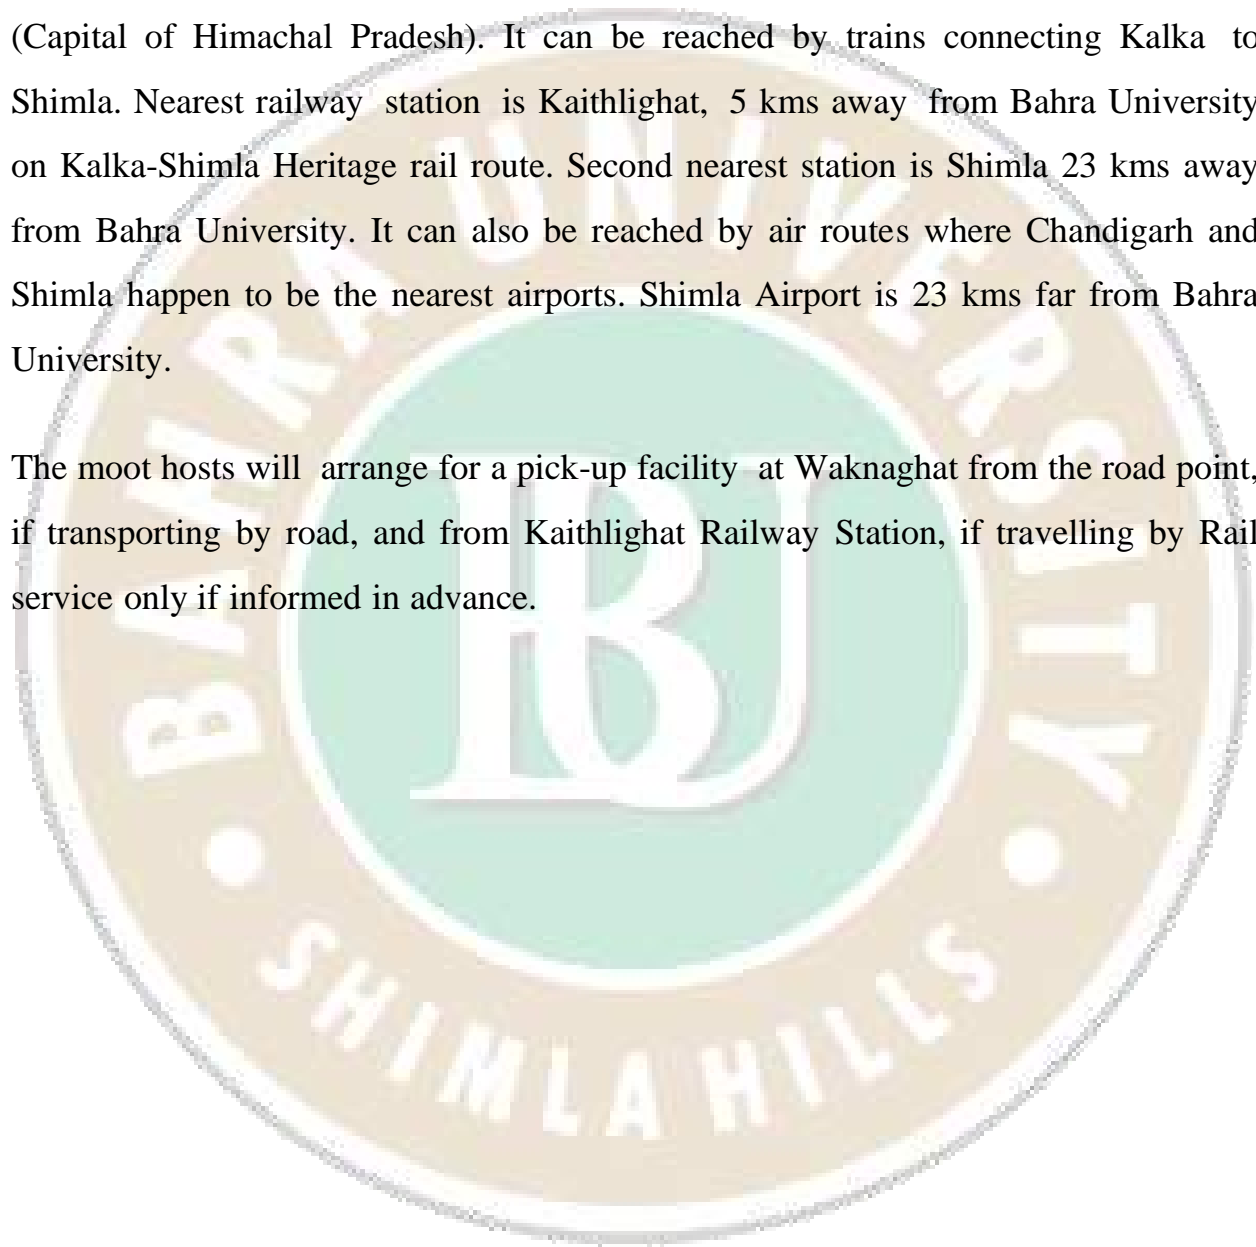 (Capital of Himachal Pradesh). It can be reached by trains connecting Kalka to
Shimla. Nearest railway station is Kaithlighat, 5 kms away from Bahra University
on Kalka-Shimla Heritage rail route. Second nearest station is Shimla 23 kms away
from Bahra University. It can also be reached by air routes where Chandigarh and
Shimla happen to be the nearest airports. Shimla Airport is 23 kms far from Bahra
University.
The moot hosts will arrange for a pick-up facility at Waknaghat from the road point,
if transporting by road, and from Kaithlighat Railway Station, if travelling by Rail
service only if informed in advance.
BAHRA UNIVERSITY
BU
SHIMLA HILLS